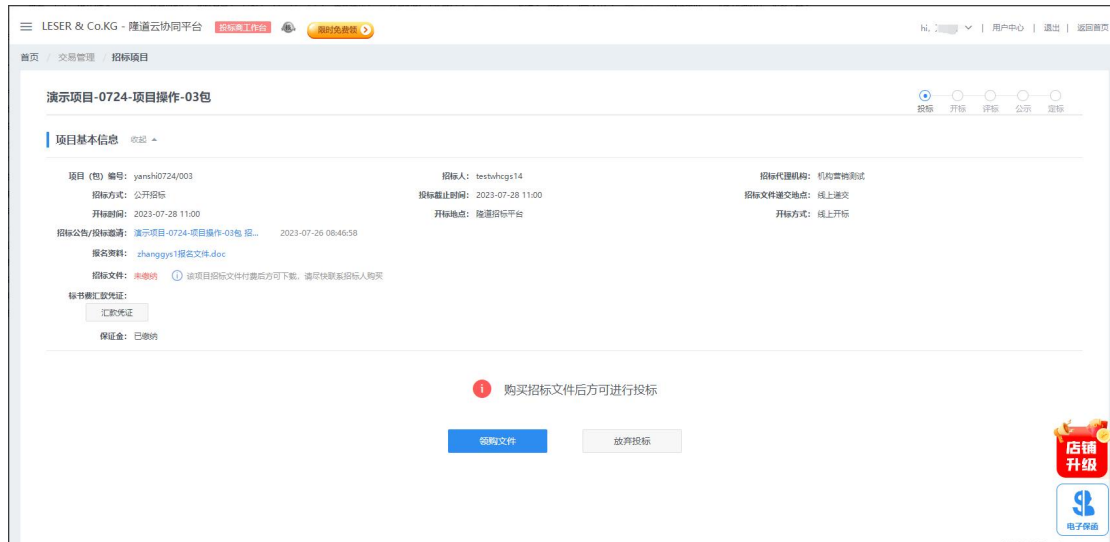 LESER & Co.KG - 隆道云协同平台 投标商工作台 限时免费领
hi, 用户中心 | 退出 | 返回首页
首页 / 交易管理 / 招标项目
演示项目-0724-项目操作-03包
投标 开标 评标 公示 定标
项目基本信息 收起
项目（包）编号： yanshi0724/003 招标人： testwhcgs14 招标代理机构： 机构营销测试
招标方式： 公开招标 投标截止时间： 2023-07-28 11:00 招标文件递交地点： 线上递交
开标时间： 2023-07-28 11:00 开标地点： 隆道招标平台 开标方式： 线上开标
招标公告/投标邀请： 演示项目-0724-项目操作-03包 招... 2023-07-26 08:46:58
报名资料： zhanggys1报名文件.doc
招标文件： 未缴纳 该项目招标文件付费后方可下载，请尽快联系招标人购买
标书费汇款凭证：
汇款凭证
保证金： 已缴纳
购买招标文件后方可进行投标
领购文件 放弃投标
店铺
升级
电子保函